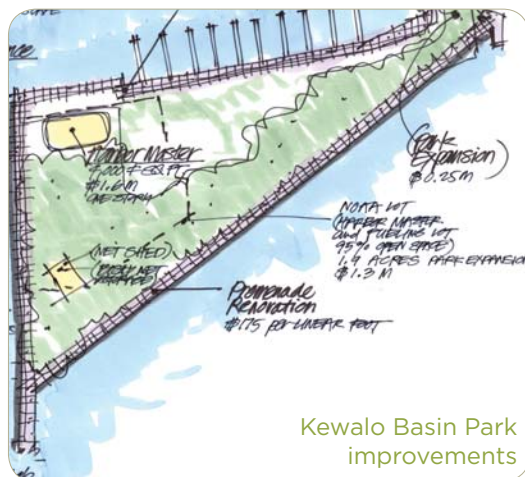 Harbor Master
4,000 # SQ.FT.
$1.6 M
ONE STORY
(Park
Expansion)
$0.25M
NOAA LOT
(HARBOR MASTER
and FUELING LOT
95% OPEN SPACE)
1.4 ACRES PARK EXPANSION
$1.3 M
(NET SHED)
Promenade
Renovation
$175 per LINEAR FOOT
Kewalo Basin Park
improvements